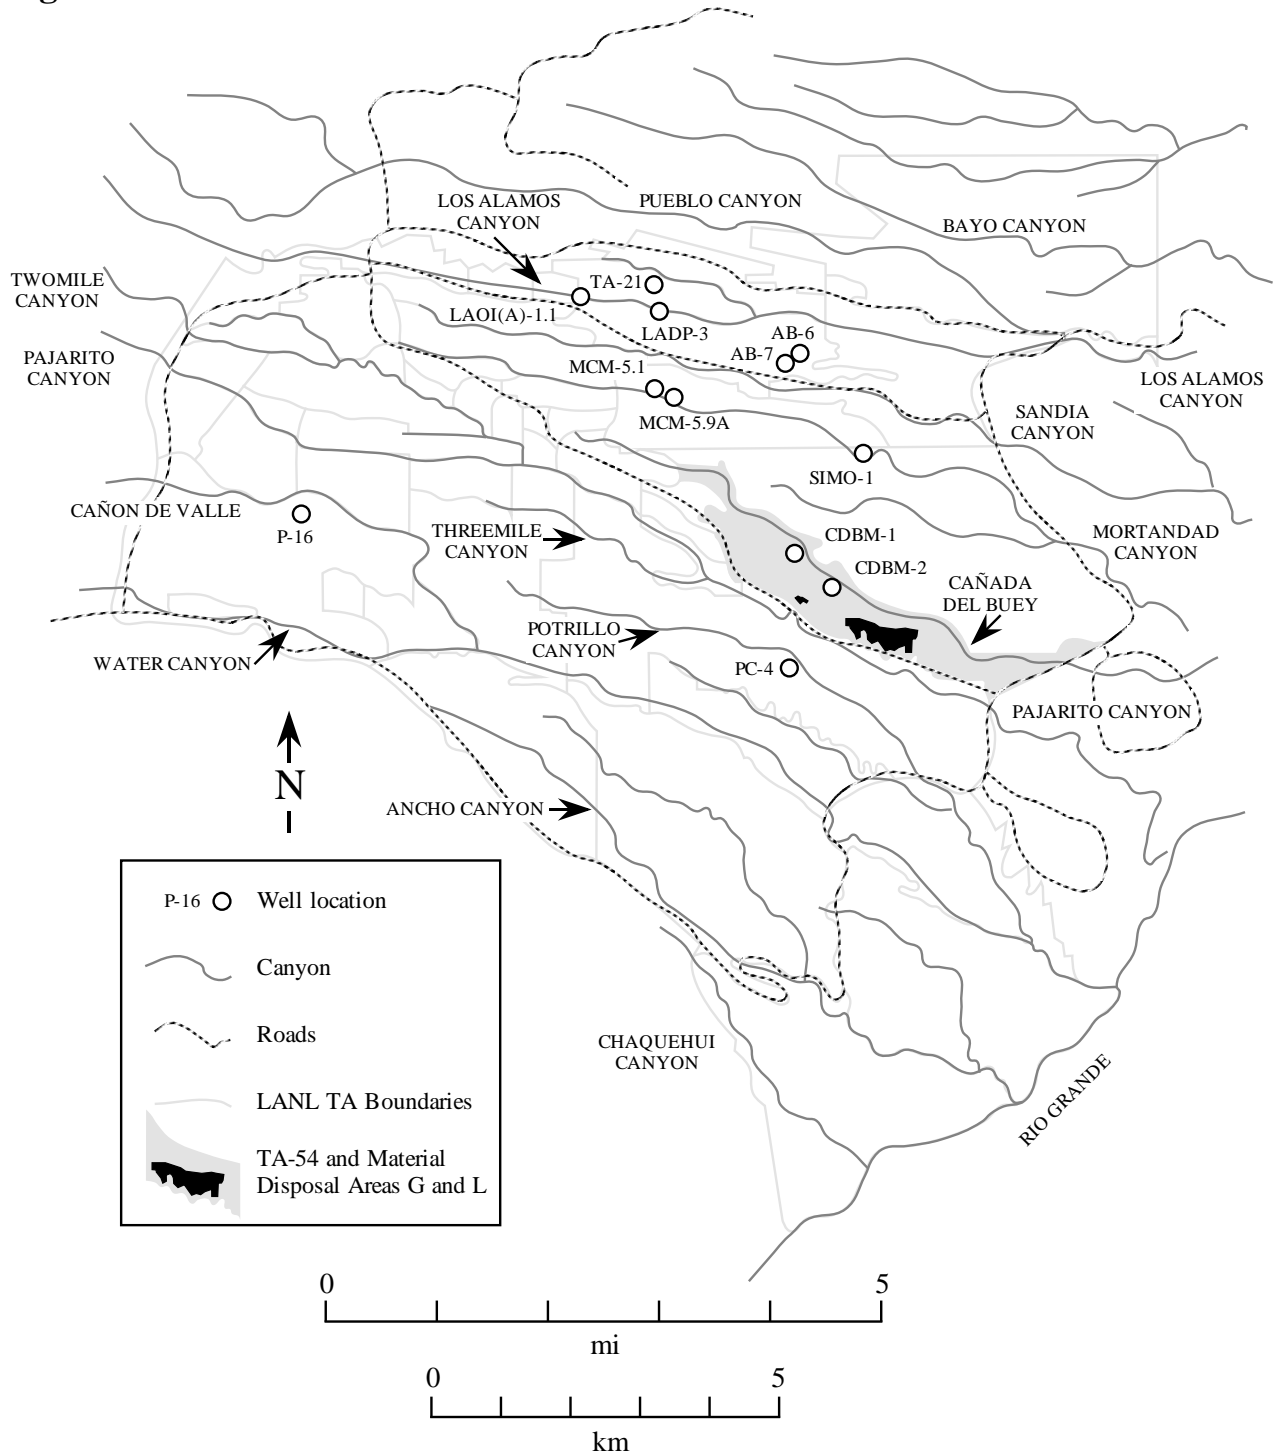 g
LOS ALAMOS
CANYON
PUEBLO CANYON
BAYO CANYON
TWOMILE
CANYON
TA-21
LAOI(A)-1.1
LADP-3
AB-6
AB-7
PAJARITO
CANYON
MCM-5.1
MCM-5.9A
LOS ALAMOS
CANYON
SANDIA
CANYON
SIMO-1
CAÑON DE VALLE
P-16
THREEMILE
CANYON
CDBM-1
CDBM-2
MORTANDAD
CANYON
CAÑADA
DEL BUEY
POTRILLO
CANYON
WATER CANYON
PC-4
PAJARITO CANYON
N
ANCHO CANYON
P-16
Well location
Canyon
Roads
LANL TA Boundaries
TA-54 and Material
Disposal Areas G and L
CHAQUEHUI
CANYON
RIO GRANDE
0 5
mi
0 5
km